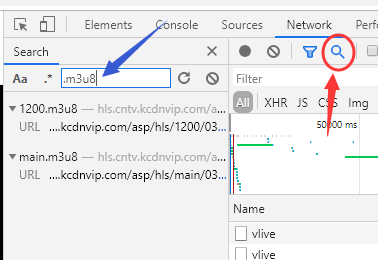 Elements Console Network
Search
Aa .* .m3u8
1200.m3u8 — hls.cntv.kcdnvip.com/a...
URL ....kcdnvip.com/asp/hls/1200/03...
main.m3u8 — hls.cntv.kcdnvip.com/a...
URL ....kcdnvip.com/asp/hls/main/03...
Filter
All XHR JS CSS Img
50000 ms
Name
vlive
vlive